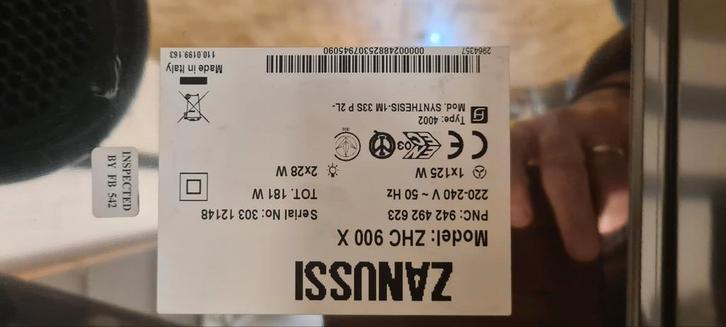 ZANUSSI
Model: ZHC 900 X
PNC: 942 492 623
Serial No: 303 12148
220-240 V ~ 50 Hz
TOT. 181 W
1x125 W
2x28 W
03
Type: 4002
Mod. SYNTHESIS-1M 33S P 2L-
Made in Italy
2964357
00000248825307945090
110.0199.163
INSPECTED
BY FB 542